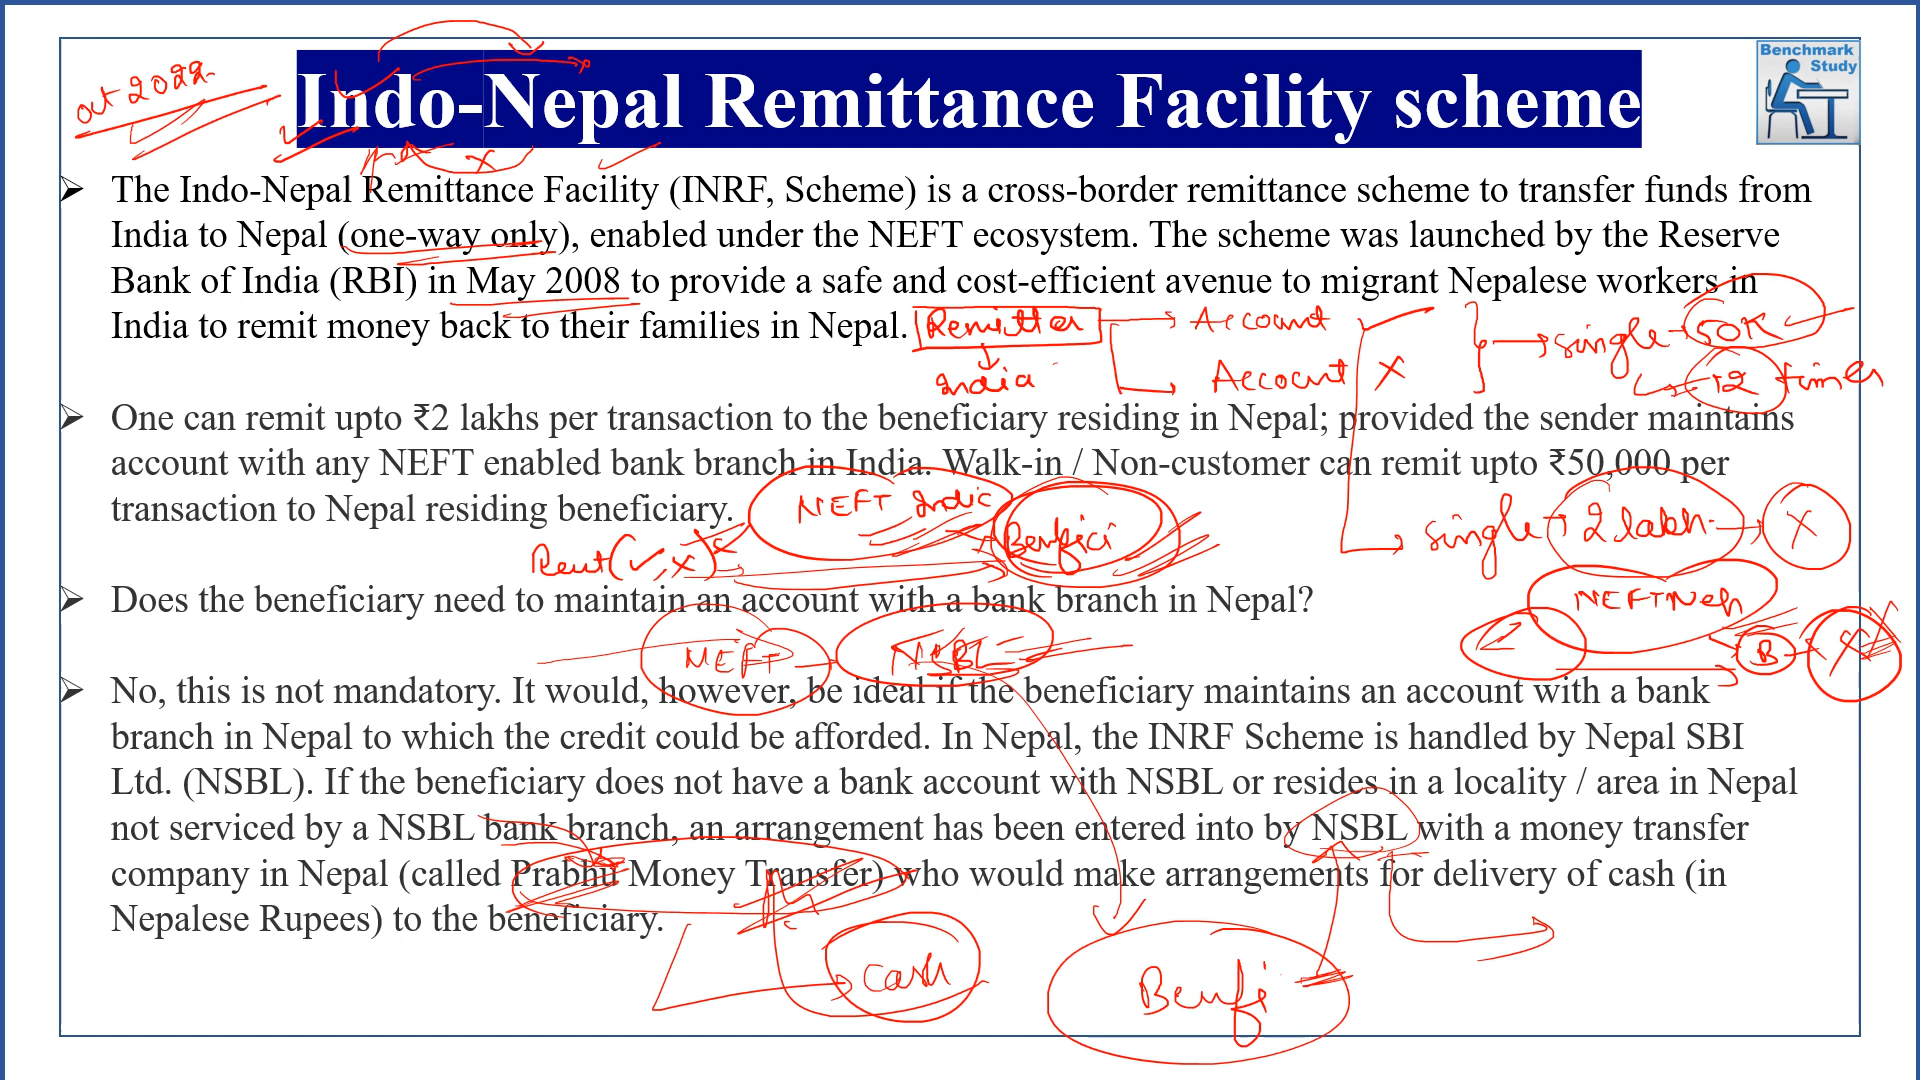 Benchmark
Study
oct 2022
Indo-Nepal Remittance Facility scheme
The Indo-Nepal Remittance Facility (INRF, Scheme) is a cross-border remittance scheme to transfer funds from
India to Nepal (one-way only), enabled under the NEFT ecosystem. The scheme was launched by the Reserve
Bank of India (RBI) in May 2008 to provide a safe and cost-efficient avenue to migrant Nepalese workers in
India to remit money back to their families in Nepal.
Remitter
India
Account
Account X
single 50K
12 times
One can remit upto ₹2 lakhs per transaction to the beneficiary residing in Nepal; provided the sender maintains
account with any NEFT enabled bank branch in India. Walk-in / Non-customer can remit upto ₹50,000 per
transaction to Nepal residing beneficiary.
NEFT India
single 2 lakh X
Does the beneficiary need to maintain an account with a bank branch in Nepal?
NEFT
NSBL
B
No, this is not mandatory. It would, however, be ideal if the beneficiary maintains an account with a bank
branch in Nepal to which the credit could be afforded. In Nepal, the INRF Scheme is handled by Nepal SBI
Ltd. (NSBL). If the beneficiary does not have a bank account with NSBL or resides in a locality / area in Nepal
not serviced by a NSBL bank branch, an arrangement has been entered into by NSBL with a money transfer
company in Nepal (called Prabhu Money Transfer) who would make arrangements for delivery of cash (in
Nepalese Rupees) to the beneficiary.
cash
Benfi